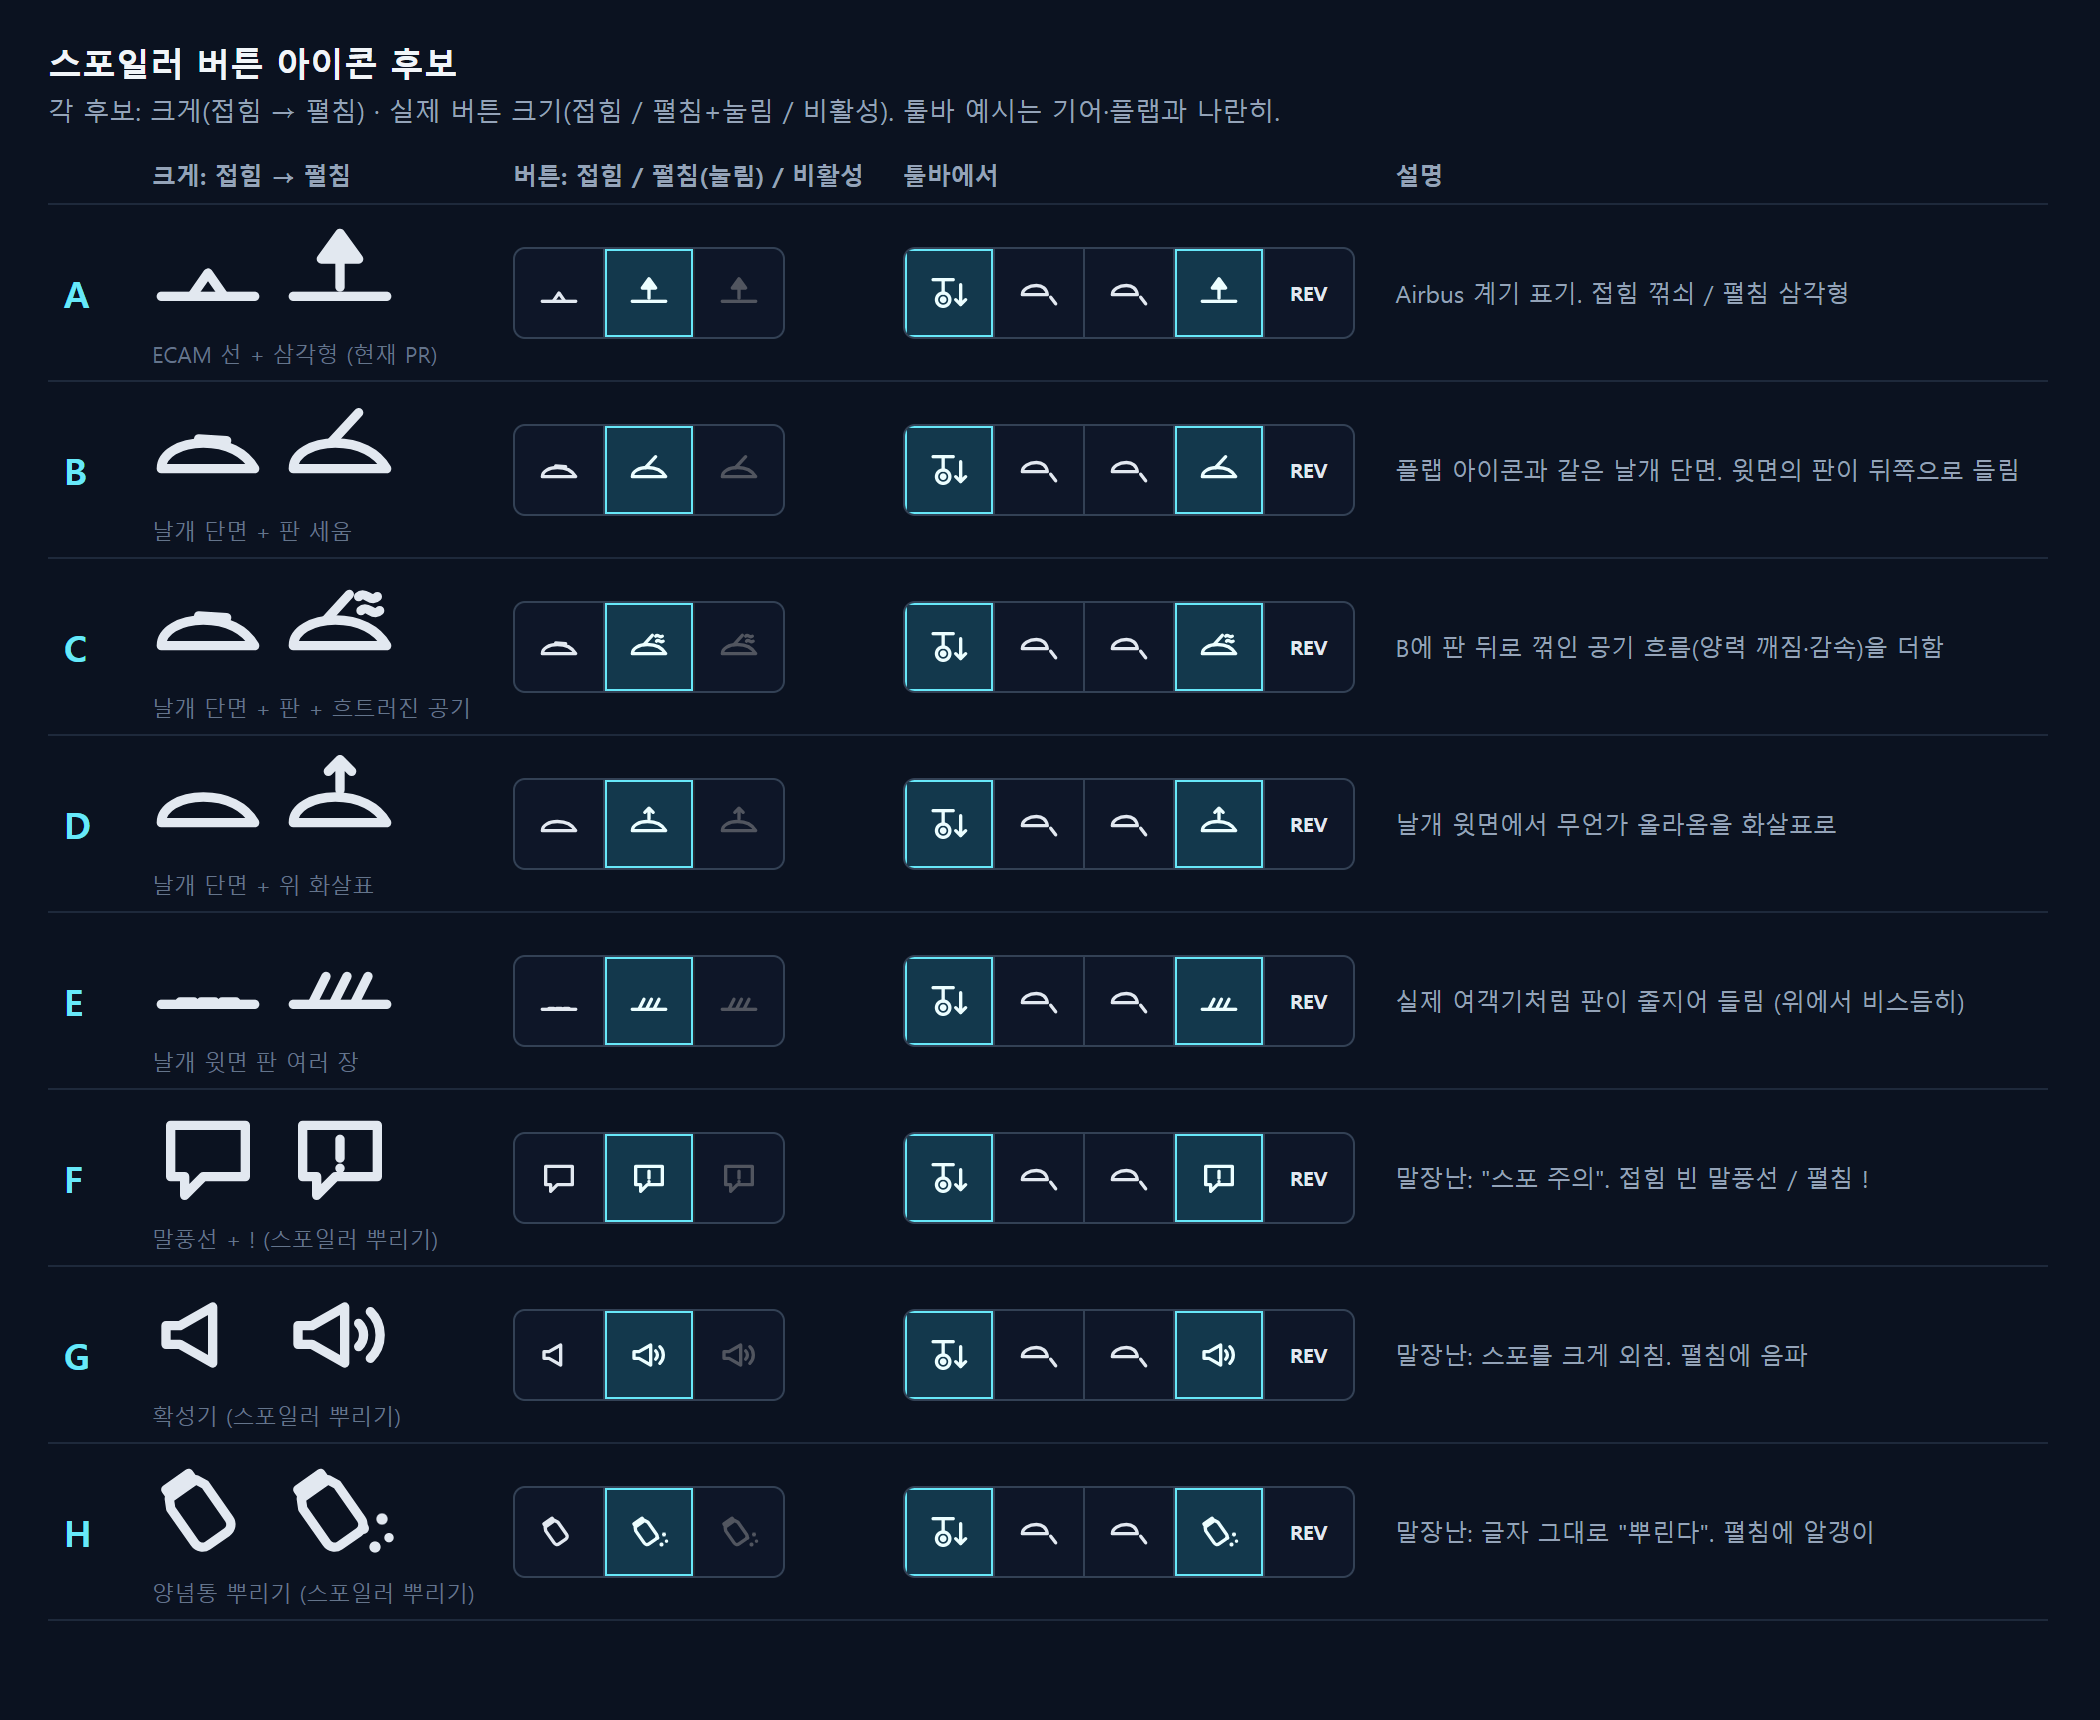 스포일러 버튼 아이콘 후보
각 후보: 크게(접힘 → 펼침) · 실제 버튼 크기(접힘 / 펼침+눌림 / 비활성). 툴바 예시는 기어·플랩과 나란히.
크게: 접힘 → 펼침 버튼: 접힘 / 펼침(눌림) / 비활성 툴바에서 설명
A REV Airbus 계기 표기. 접힘 꺾쇠 / 펼침 삼각형
ECAM 선 + 삼각형 (현재 PR)
B REV 플랩 아이콘과 같은 날개 단면. 윗면의 판이 뒤쪽으로 들림
날개 단면 + 판 세움
C REV B에 판 뒤로 꺾인 공기 흐름(양력 깨짐·감속)을 더함
날개 단면 + 판 + 흐트러진 공기
D REV 날개 윗면에서 무언가 올라옴을 화살표로
날개 단면 + 위 화살표
E REV 실제 여객기처럼 판이 줄지어 들림 (위에서 비스듬히)
날개 윗면 판 여러 장
F REV 말장난: "스포 주의". 접힘 빈 말풍선 / 펼침 !
말풍선 + ! (스포일러 뿌리기)
G REV 말장난: 스포를 크게 외침. 펼침에 음파
확성기 (스포일러 뿌리기)
H REV 말장난: 글자 그대로 "뿌린다". 펼침에 알갱이
양념통 뿌리기 (스포일러 뿌리기)